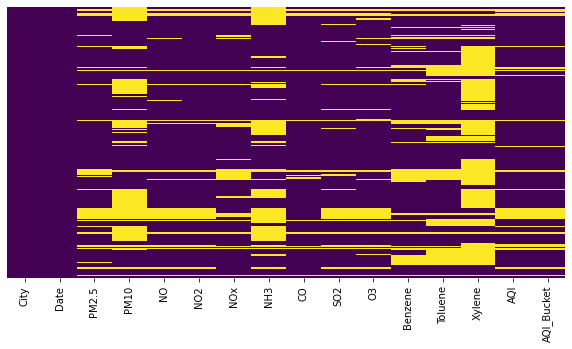 City
Date
PM2.5
PM10
NO
NO2
NOx
NH3
CO
SO2
O3
Benzene
Toluene
Xylene
AQI
AQI_Bucket